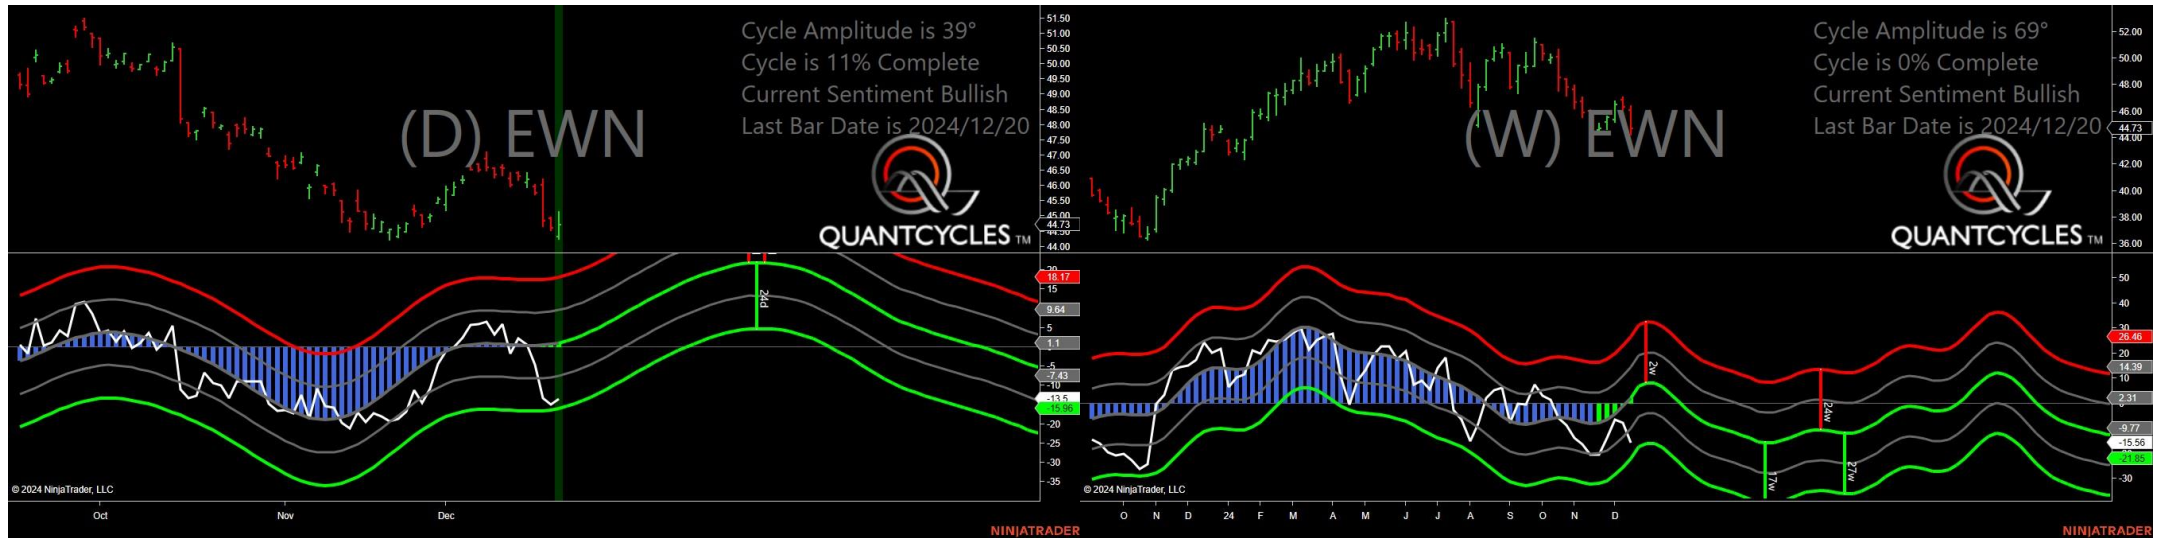 Cycle Amplitude is 39°
Cycle is 11% Complete
Current Sentiment Bullish
Last Bar Date is 2024/12/20
(D) EWN
QUANTCYCLES TM
51.50
51.00
50.50
50.00
49.50
49.00
48.50
48.00
47.50
47.00
46.50
46.00
45.50
45.00
44.73
44.50
44.00
20
18.17
15
9.64
5
1.1
-5
-7.43
-10
-13.5
-15.96
-20
-25
-30
-35
24d
© 2024 NinjaTrader, LLC
Oct Nov Dec
NINJATRADER
Cycle Amplitude is 69°
Cycle is 0% Complete
Current Sentiment Bullish
Last Bar Date is 2024/12/20
(W) EWN
QUANTCYCLES TM
52.00
50.00
48.00
46.00
44.73
44.00
42.00
40.00
38.00
36.00
50
40
30
26.46
20
14.39
10
2.31
-9.77
-15.56
-21.85
-30
2w
24w
17w
27w
© 2024 NinjaTrader, LLC
O N D 24 F M A M J J A S O N D
NINJATRADER